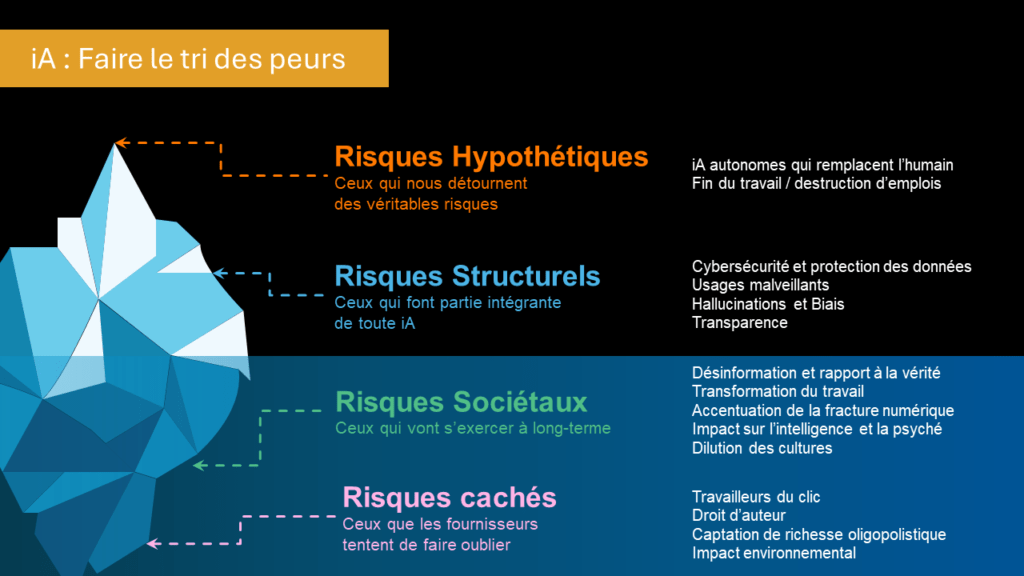 iA : Faire le tri des peurs
Risques Hypothétiques
Ceux qui nous détournent
des véritables risques
iA autonomes qui remplacent l'humain
Fin du travail / destruction d'emplois
Risques Structurels
Ceux qui font partie intégrante
de toute iA
Cybersécurité et protection des données
Usages malveillants
Hallucinations et Biais
Transparence
Risques Sociétaux
Ceux qui vont s'exercer à long-terme
Désinformation et rapport à la vérité
Transformation du travail
Accentuation de la fracture numérique
Impact sur l'intelligence et la psyché
Dilution des cultures
Risques cachés
Ceux que les fournisseurs
tentent de faire oublier
Travailleurs du clic
Droit d'auteur
Captation de richesse oligopolistique
Impact environnemental